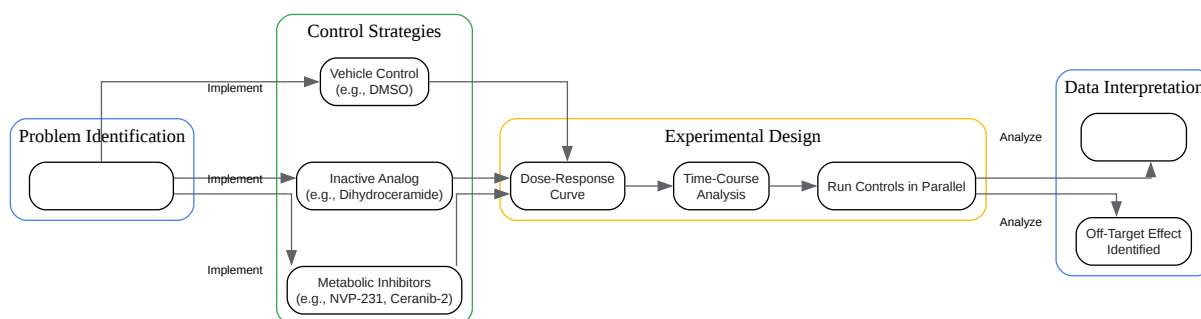 Control Strategies
Vehicle Control
(e.g., DMSO)
Implement
Problem Identification
Implement
Inactive Analog
(e.g., Dihydroceramide)
Implement
Metabolic Inhibitors
(e.g., NVP-231, Ceranib-2)
Experimental Design
Dose-Response
Curve
Time-Course
Analysis
Run Controls in Parallel
Data Interpretation
Analyze
Analyze
Off-Target Effect
Identified